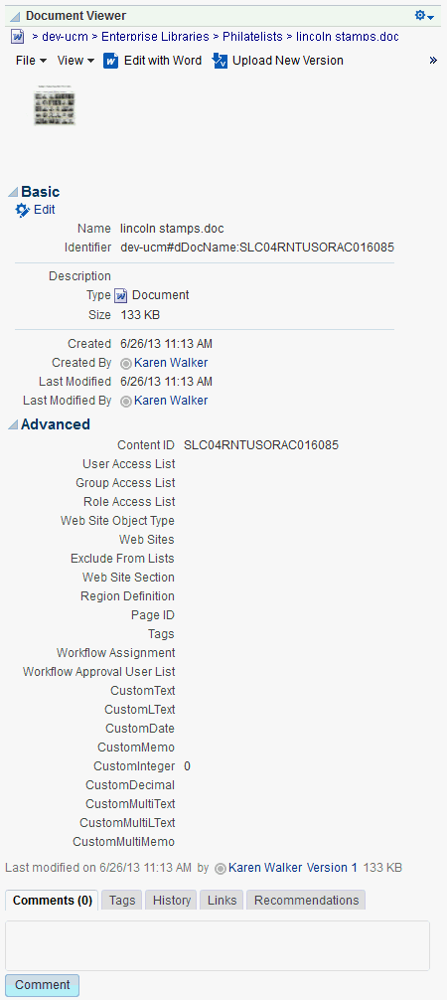 Document Viewer
> dev-ucm > Enterprise Libraries > Philatelists > lincoln stamps.doc
File View Edit with Word Upload New Version »
Basic
Edit
Name lincoln stamps.doc
Identifier dev-ucm#dDocName:SLC04RNTUSORAC016085
Description
Type Document
Size 133 KB
Created 6/26/13 11:13 AM
Created By Karen Walker
Last Modified 6/26/13 11:13 AM
Last Modified By Karen Walker
Advanced
Content ID SLC04RNTUSORAC016085
User Access List
Group Access List
Role Access List
Web Site Object Type
Web Sites
Exclude From Lists
Web Site Section
Region Definition
Page ID
Tags
Workflow Assignment
Workflow Approval User List
CustomText
CustomLText
CustomDate
CustomMemo
CustomInteger 0
CustomDecimal
CustomMultiText
CustomMultiLText
CustomMultiMemo
Last modified on 6/26/13 11:13 AM by Karen Walker Version 1 133 KB
Comments (0) Tags History Links Recommendations
Comment